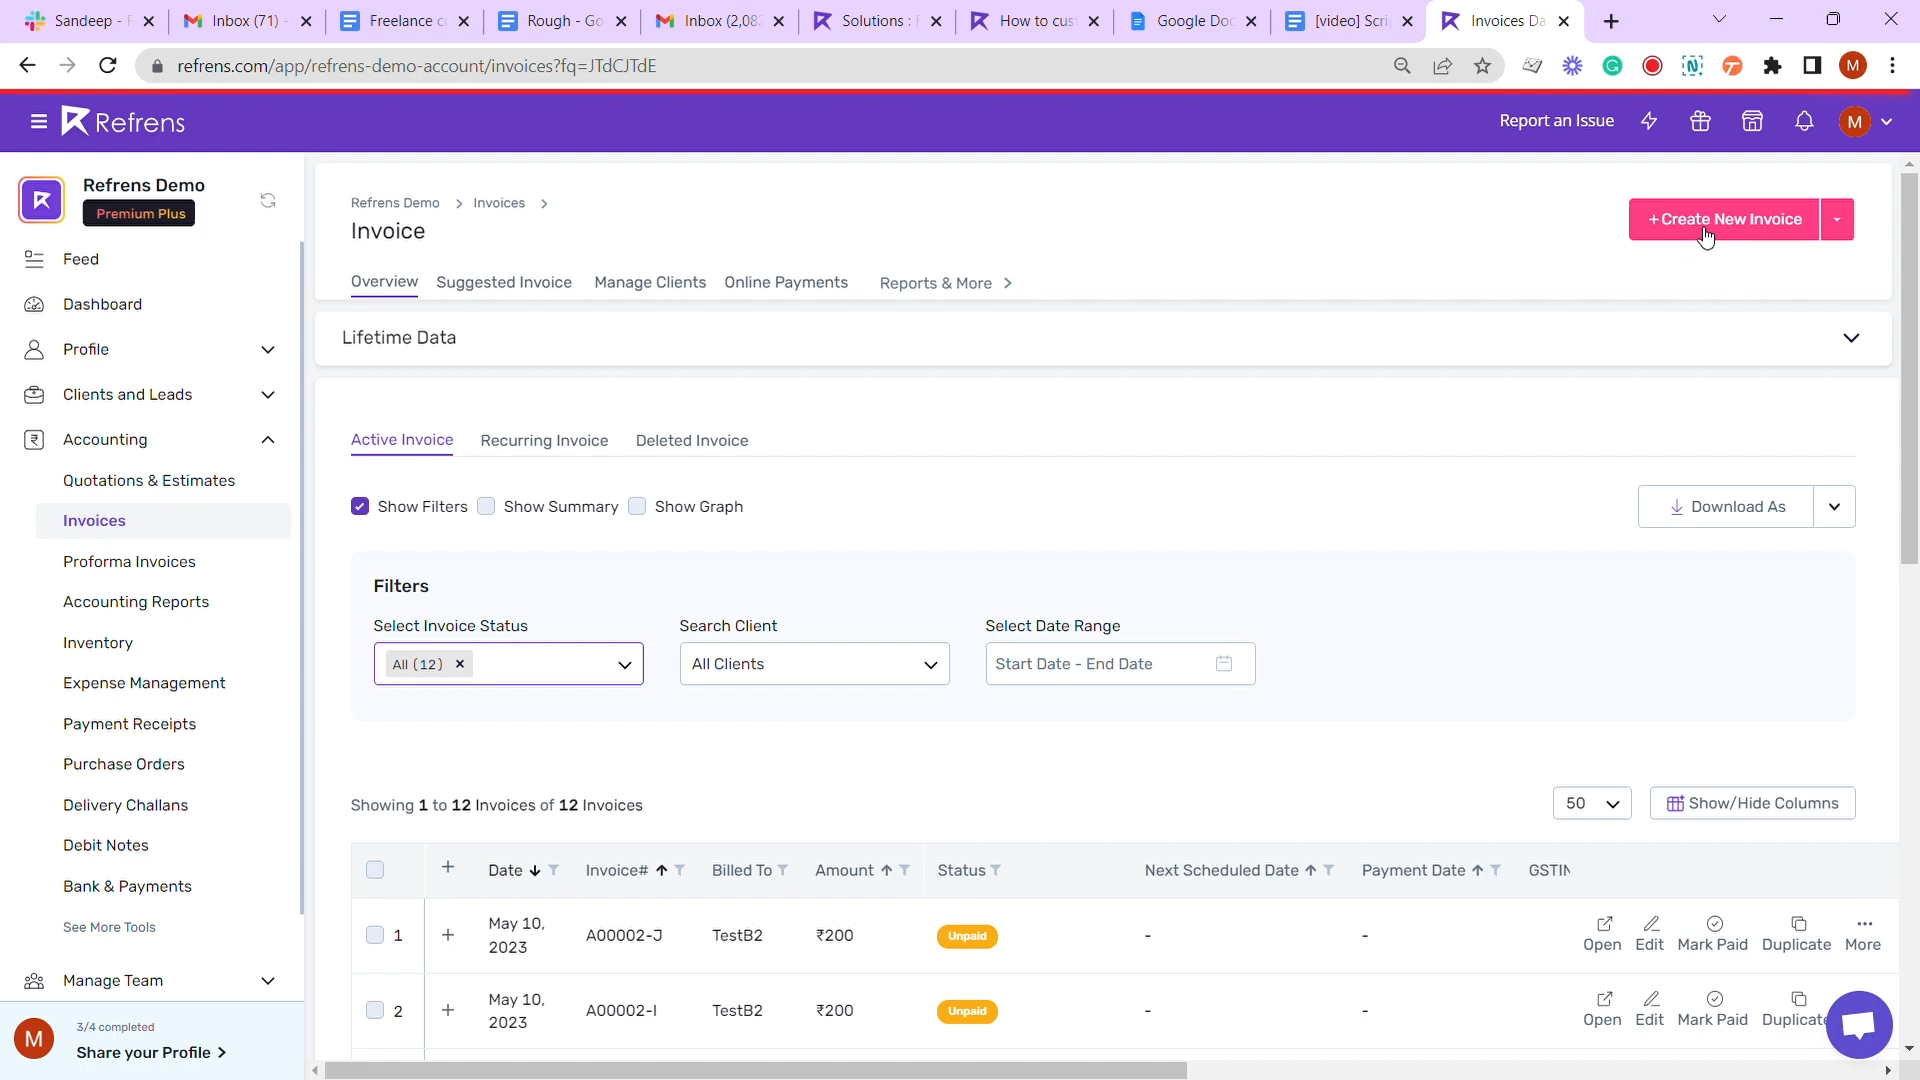 Sandeep - F
Inbox (71) -
Freelance c
Rough - Go
Inbox (2,08
Solutions : F
How to cus
Google Doc
[video] Scri
Invoices Da
refrens.com/app/refrens-demo-account/invoices?fq=JTdCJTdE
M
Refrens
Report an Issue
M
Refrens Demo
Premium Plus
Feed
Dashboard
Profile
Clients and Leads
Accounting
Quotations & Estimates
Invoices
Proforma Invoices
Accounting Reports
Inventory
Expense Management
Payment Receipts
Purchase Orders
Delivery Challans
Debit Notes
Bank & Payments
See More Tools
Manage Team
M
3/4 completed
Share your Profile >
Refrens Demo > Invoices >
Invoice
+Create New Invoice
Overview Suggested Invoice Manage Clients Online Payments Reports & More >
Lifetime Data
Active Invoice Recurring Invoice Deleted Invoice
Show Filters Show Summary Show Graph
Download As
Filters
Select Invoice Status Search Client Select Date Range
All (12) × All Clients Start Date - End Date
Showing 1 to 12 Invoices of 12 Invoices
50 Show/Hide Columns
+ Date Invoice# Billed To Amount Status Next Scheduled Date Payment Date GSTIN
1 + May 10, 2023 A00002-J TestB2 ₹200 Unpaid - - Open Edit Mark Paid Duplicate More
2 + May 10, 2023 A00002-I TestB2 ₹200 Unpaid - - Open Edit Mark Paid Duplicate